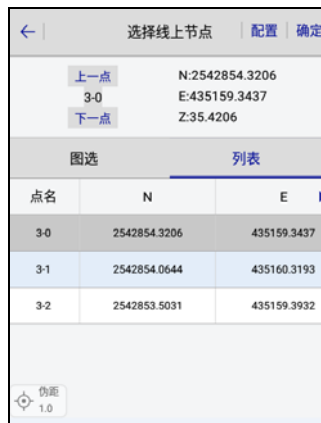 ← 选择线上节点 配置 确定
上一点 N:2542854.3206
3-0 E:435159.3437
下一点 Z:35.4206
图选 列表
点名 N E
3-0 2542854.3206 435159.3437
3-1 2542854.0644 435160.3193
3-2 2542853.5031 435159.3932
伪距
1.0